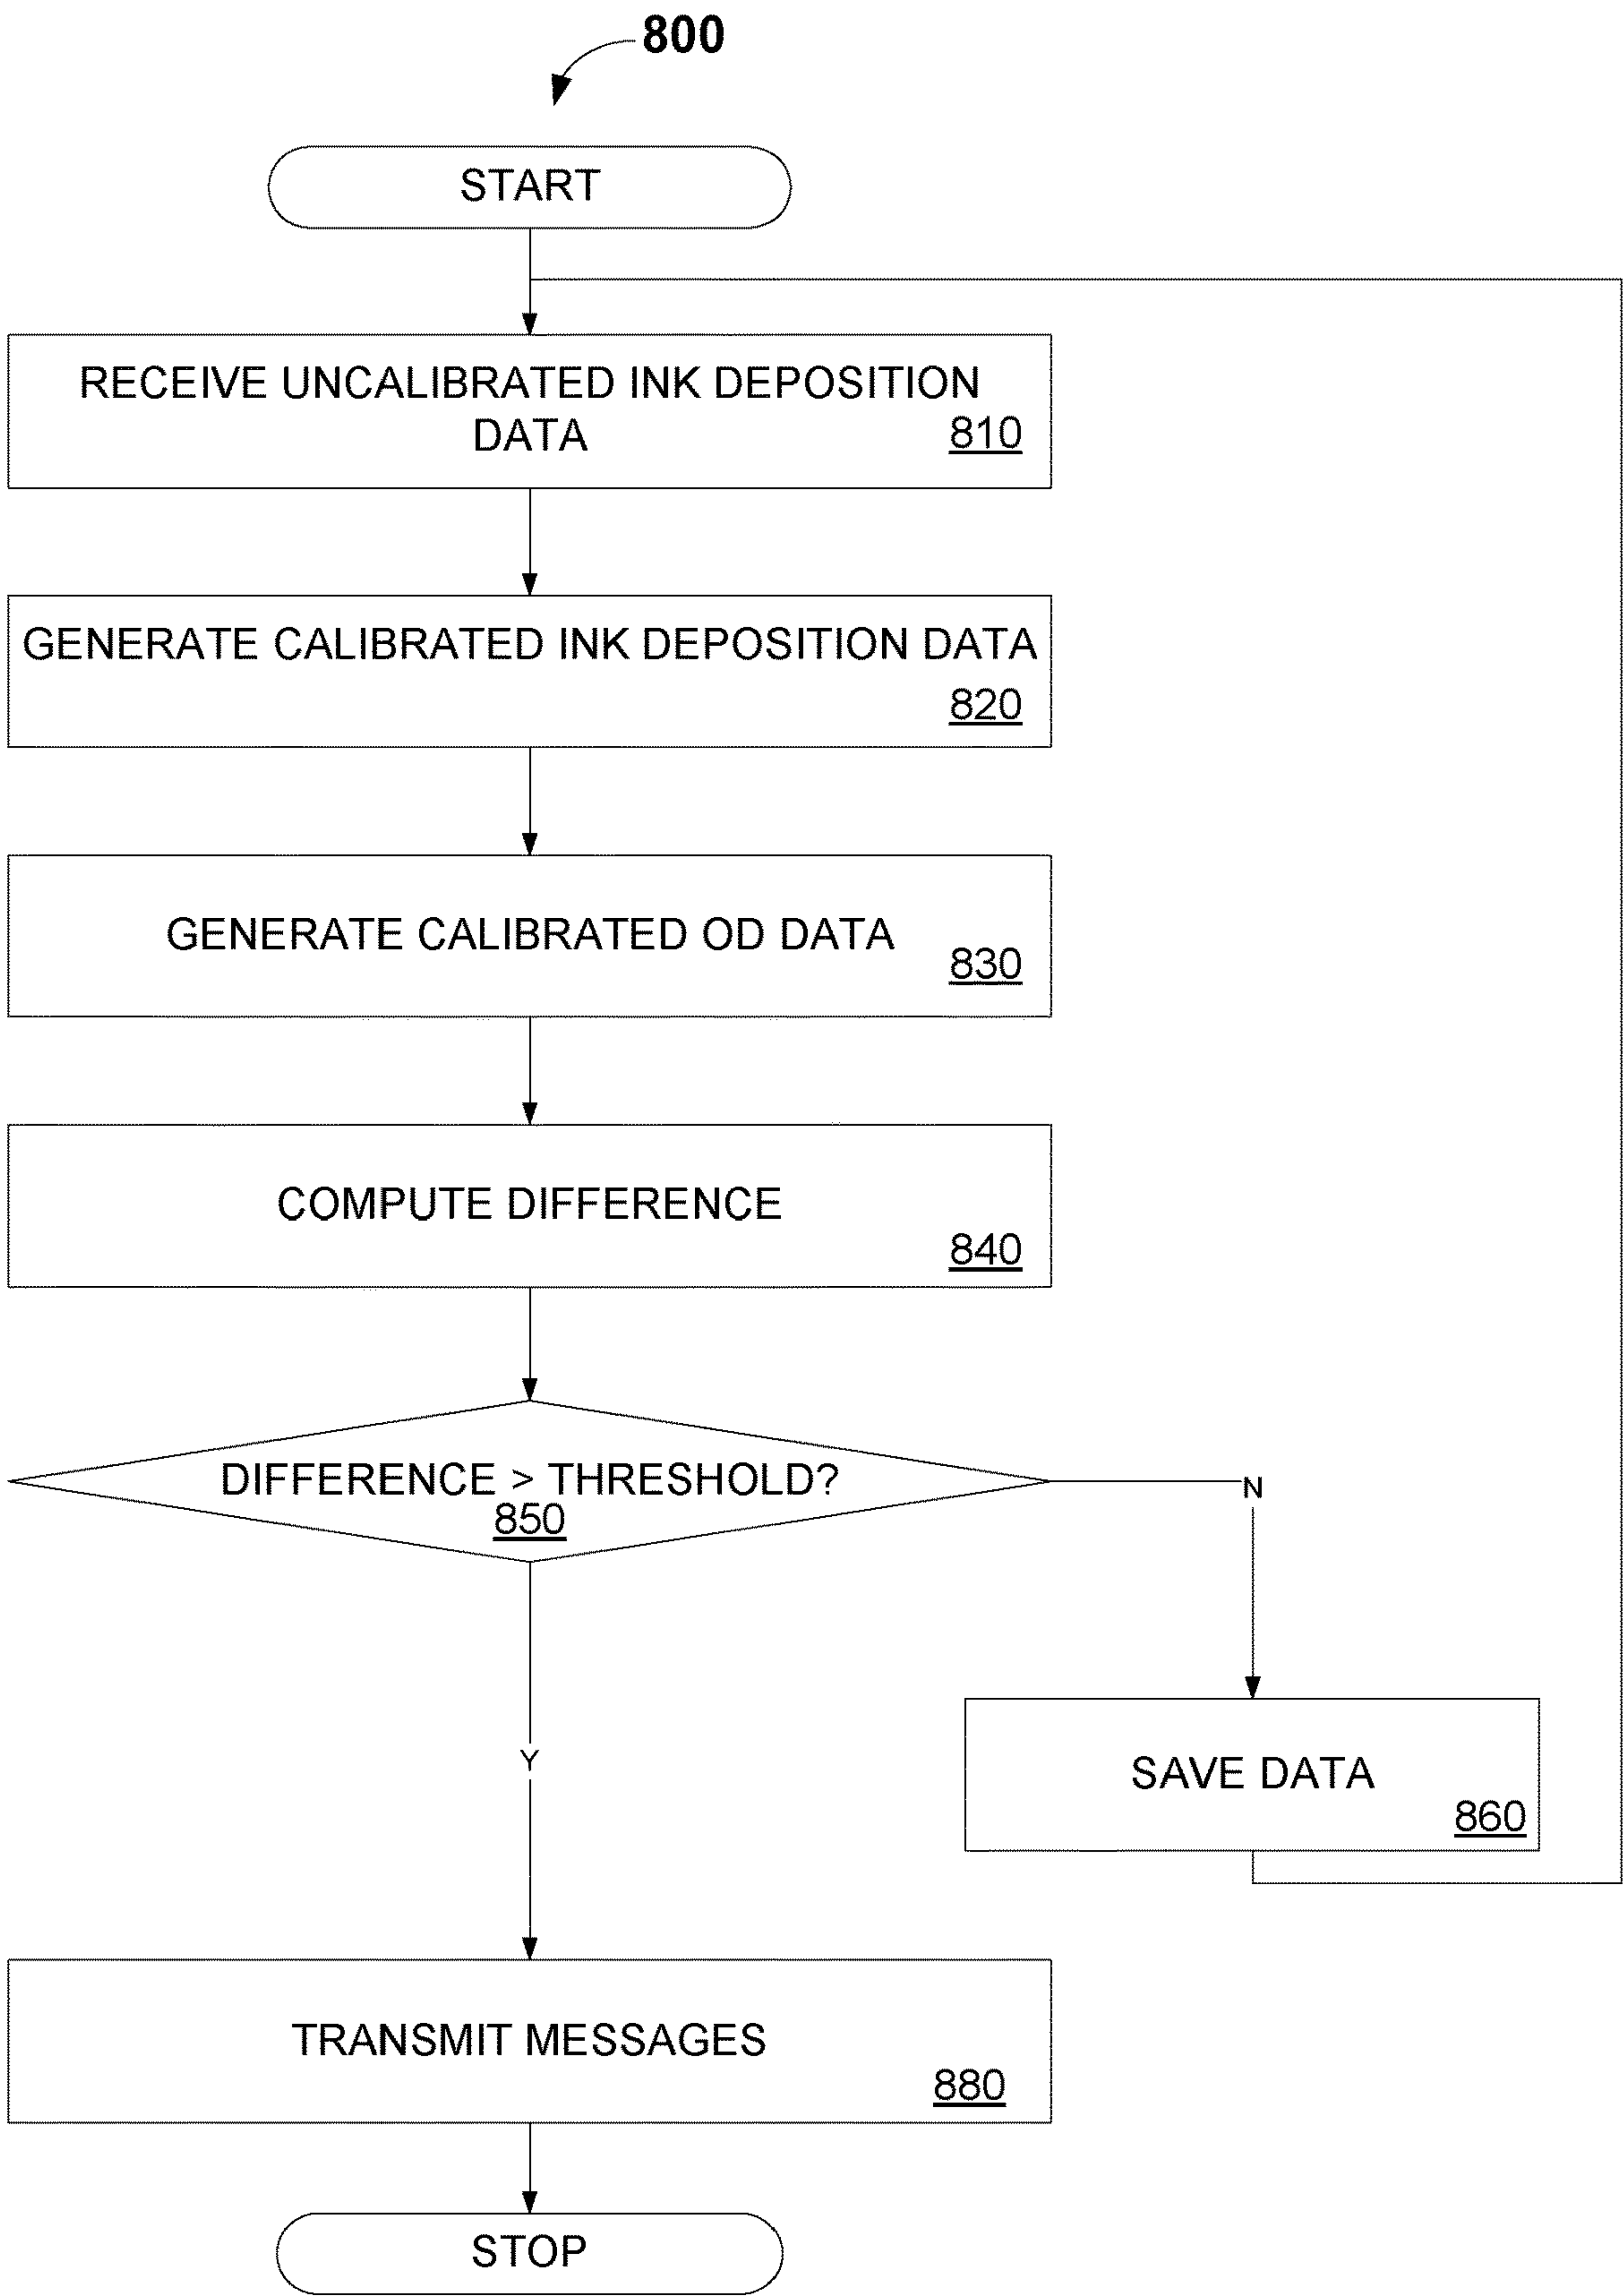 800
START
RECEIVE UNCALIBRATED INK DEPOSITION
DATA
810
GENERATE CALIBRATED INK DEPOSITION DATA
820
GENERATE CALIBRATED OD DATA
830
COMPUTE DIFFERENCE
840
DIFFERENCE > THRESHOLD?
850
N
Y
SAVE DATA
860
TRANSMIT MESSAGES
880
STOP